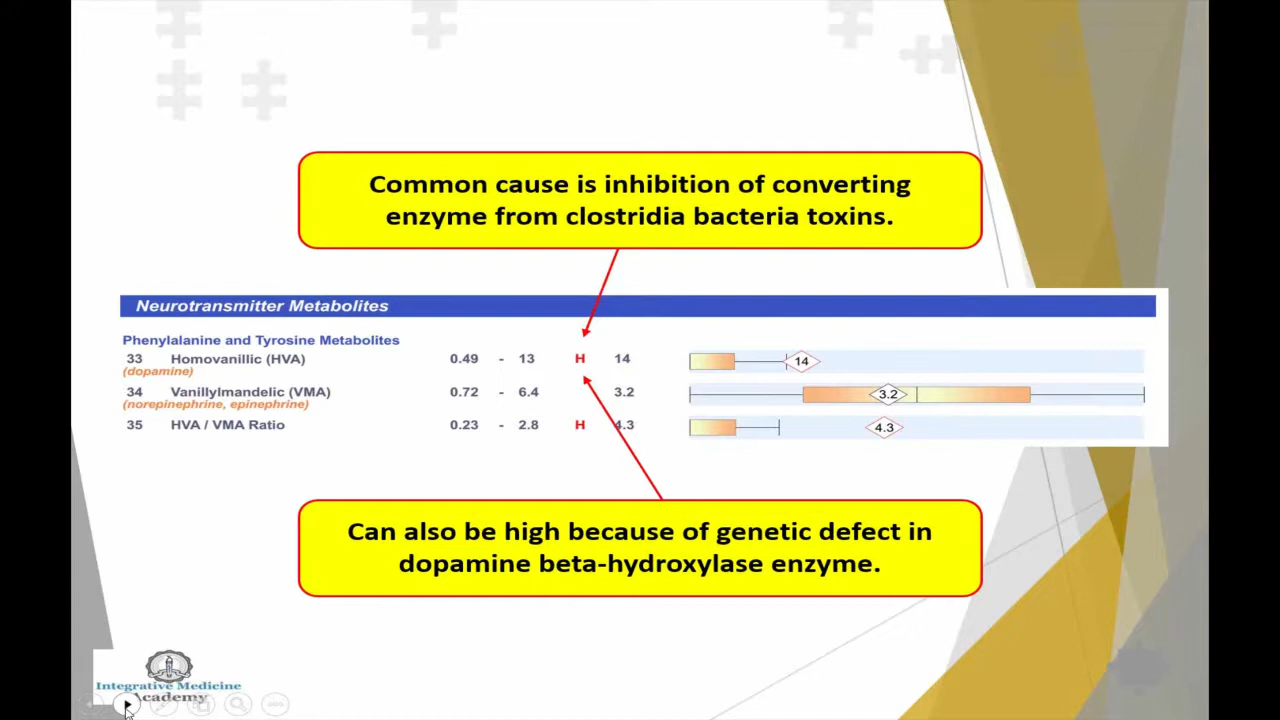 Common cause is inhibition of converting
enzyme from clostridia bacteria toxins.
Neurotransmitter Metabolites
Phenylalanine and Tyrosine Metabolites
33 Homovanillic (HVA) 0.49 - 13 H 14 14
(dopamine)
34 Vanillylmandelic (VMA) 0.72 - 6.4 3.2 3.2
(norepinephrine, epinephrine)
35 HVA / VMA Ratio 0.23 - 2.8 H 4.3 4.3
Can also be high because of genetic defect in
dopamine beta-hydroxylase enzyme.
Integrative Medicine
Academy